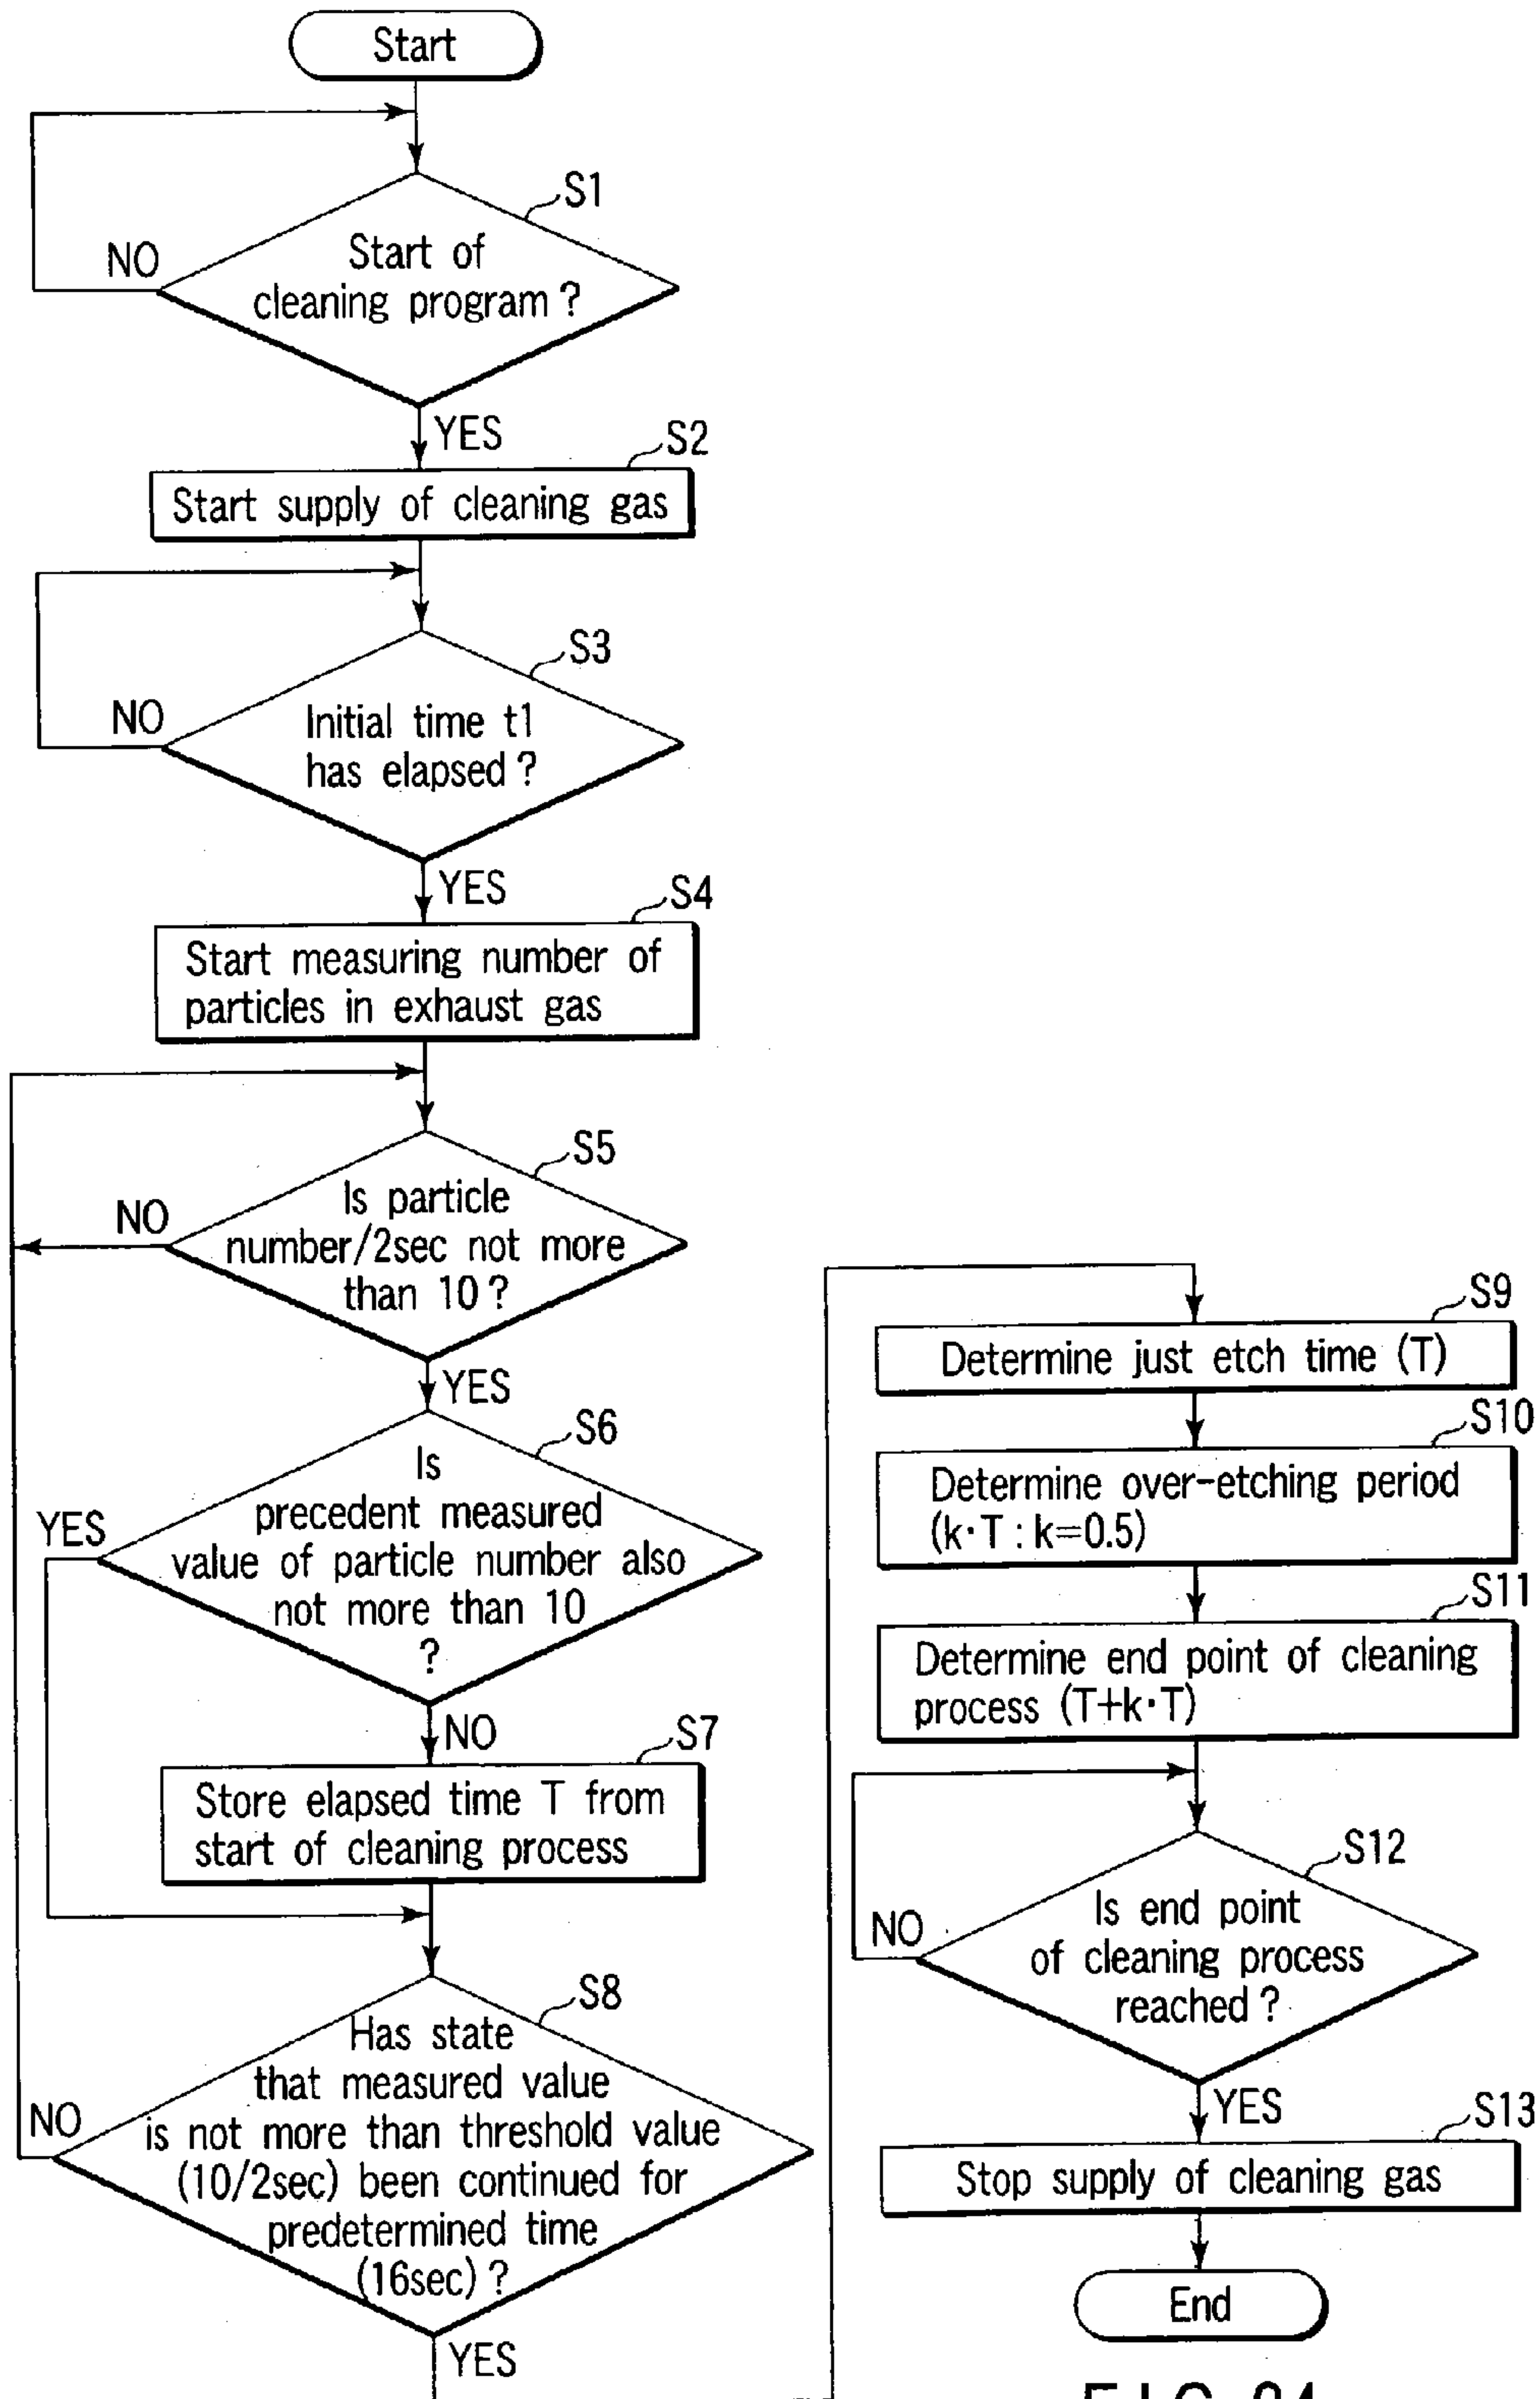 Start
S1
NO
Start of
cleaning program ?
YES
S2
Start supply of cleaning gas
S3
NO
Initial time t1
has elapsed ?
YES
S4
Start measuring number of
particles in exhaust gas
S5
NO
Is particle
number/2sec not more
than 10 ?
YES
S6
YES
Is
precedent measured
value of particle number also
not more than 10
?
NO
S7
Store elapsed time T from
start of cleaning process
S8
NO
Has state
that measured value
is not more than threshold value
(10/2sec) been continued for
predetermined time
(16sec) ?
YES
S9
Determine just etch time (T)
S10
Determine over-etching period
(k·T : k=0.5)
S11
Determine end point of cleaning
process (T+k·T)
S12
NO
Is end point
of cleaning process
reached ?
YES
S13
Stop supply of cleaning gas
End